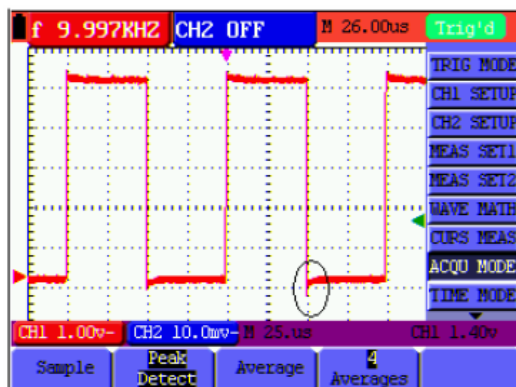 f 9.997KHZ CH2 OFF M 26.00us Trig'd
TRIG MODE
CH1 SETUP
CH2 SETUP
MEAS SET1
MEAS SET2
WAVE MATH
CURS MEAS
ACQU MODE
TIME MODE
CH1 1.00v- CH2 10.0mv- M 25.us CH1 1.40v
Sample Peak Detect Average 4 Averages